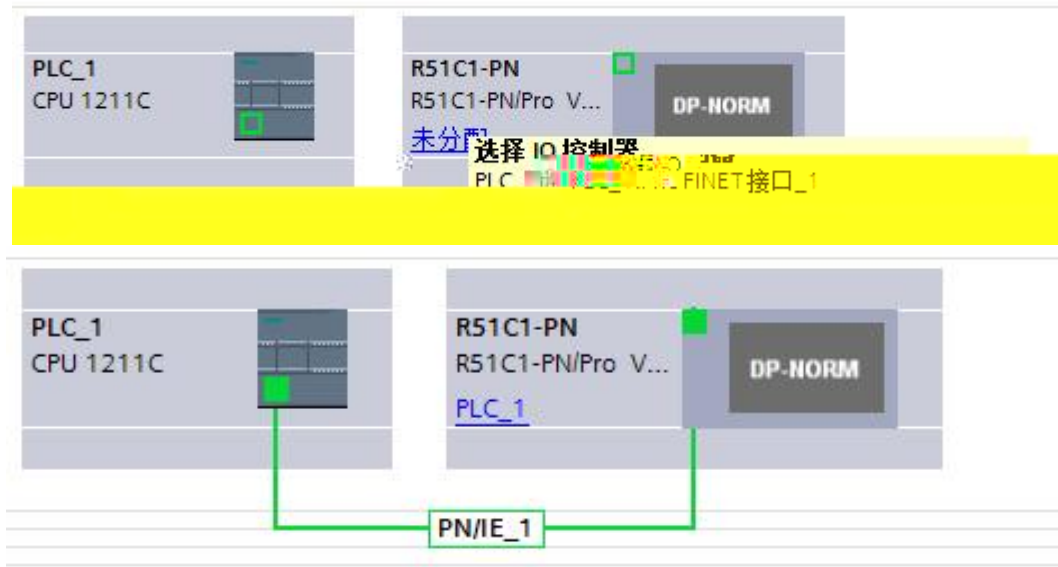 PLC_1
CPU 1211C
R51C1-PN
R51C1-PN/Pro V...
DP-NORM
未分配
选择 IO 控制器
PLC FINET接口_1
PLC_1
CPU 1211C
R51C1-PN
R51C1-PN/Pro V...
DP-NORM
PLC_1
PN/IE_1